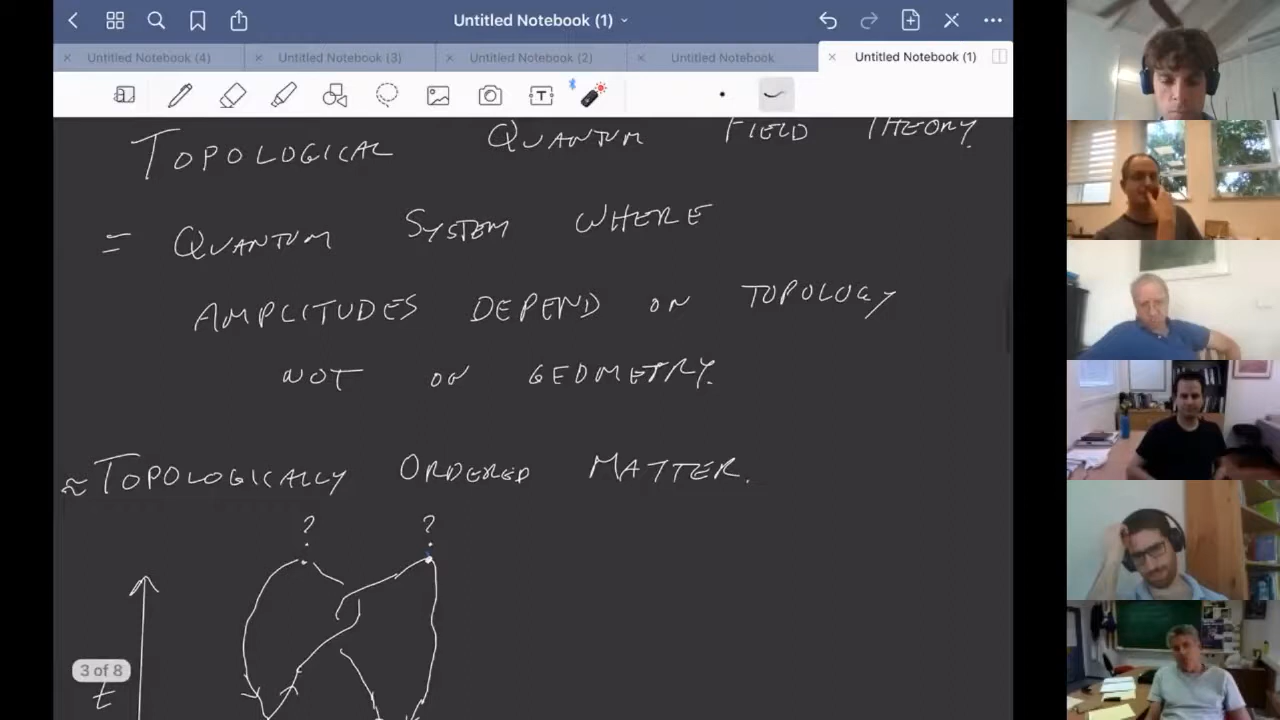 Untitled Notebook (1)
Untitled Notebook (4)
Untitled Notebook (3)
Untitled Notebook (2)
Untitled Notebook
Untitled Notebook (1)
T
TOPOLOGICAL QUANTUM FIELD THEORY.
= QUANTUM SYSTEM WHERE
AMPLITUDES DEPEND ON TOPOLOGY
NOT ON GEOMETRY.
≈ TOPOLOGICALLY ORDERED MATTER.
? ?
3 of 8
t